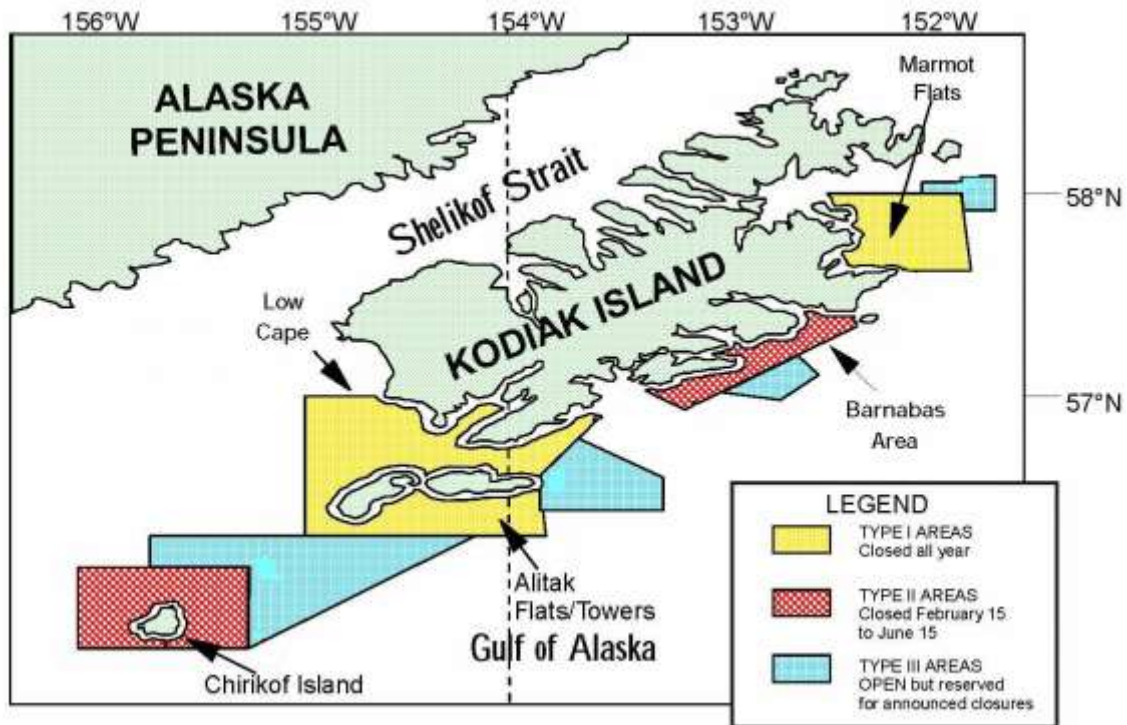 156°W
155°W
154°W
153°W
152°W
Marmot
Flats
ALASKA
PENINSULA
Shelikof Strait
58°N
Low
Cape
KODIAK ISLAND
57°N
Barnabas
Area
LEGEND
TYPE I AREAS
Closed all year
TYPE II AREAS
Closed February 15
to June 15
TYPE III AREAS
OPEN but reserved
for announced closures
Alitak
Flats/Towers
Gulf of Alaska
Chirikof Island